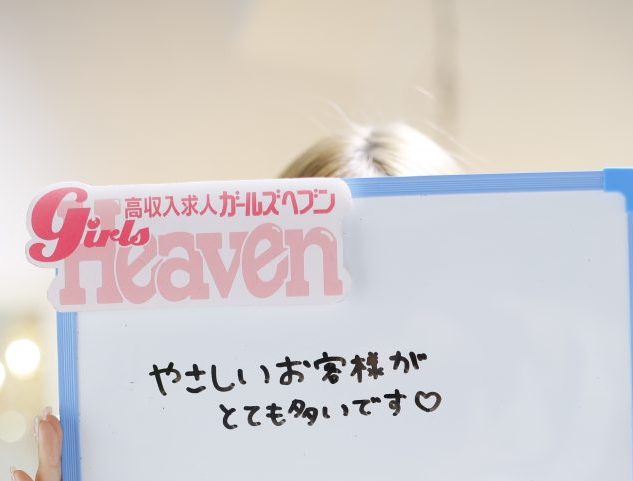 高収入求人ガールズヘブン
Girls
Heaven
やさしいお客様が
とても多いです♡